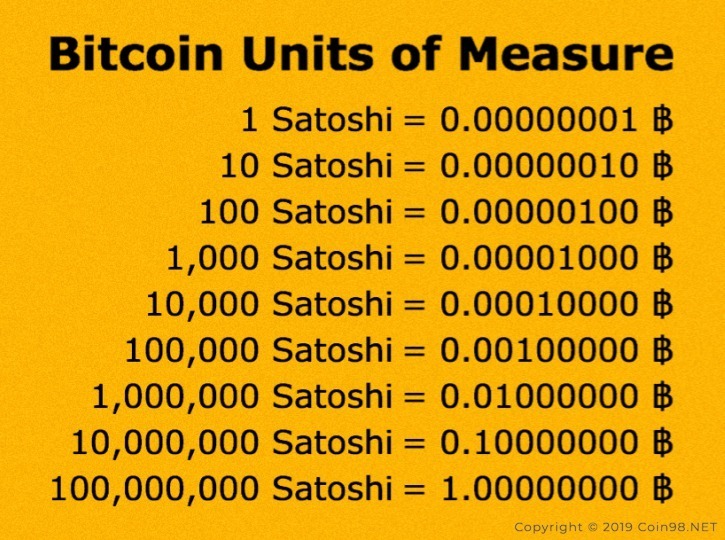 Bitcoin Units of Measure
1 Satoshi = 0.00000001 ฿
10 Satoshi = 0.00000010 ฿
100 Satoshi = 0.00000100 ฿
1,000 Satoshi = 0.00001000 ฿
10,000 Satoshi = 0.00010000 ฿
100,000 Satoshi = 0.00100000 ฿
1,000,000 Satoshi = 0.01000000 ฿
10,000,000 Satoshi = 0.10000000 ฿
100,000,000 Satoshi = 1.00000000 ฿
Copyright © 2019 Coin98.NET